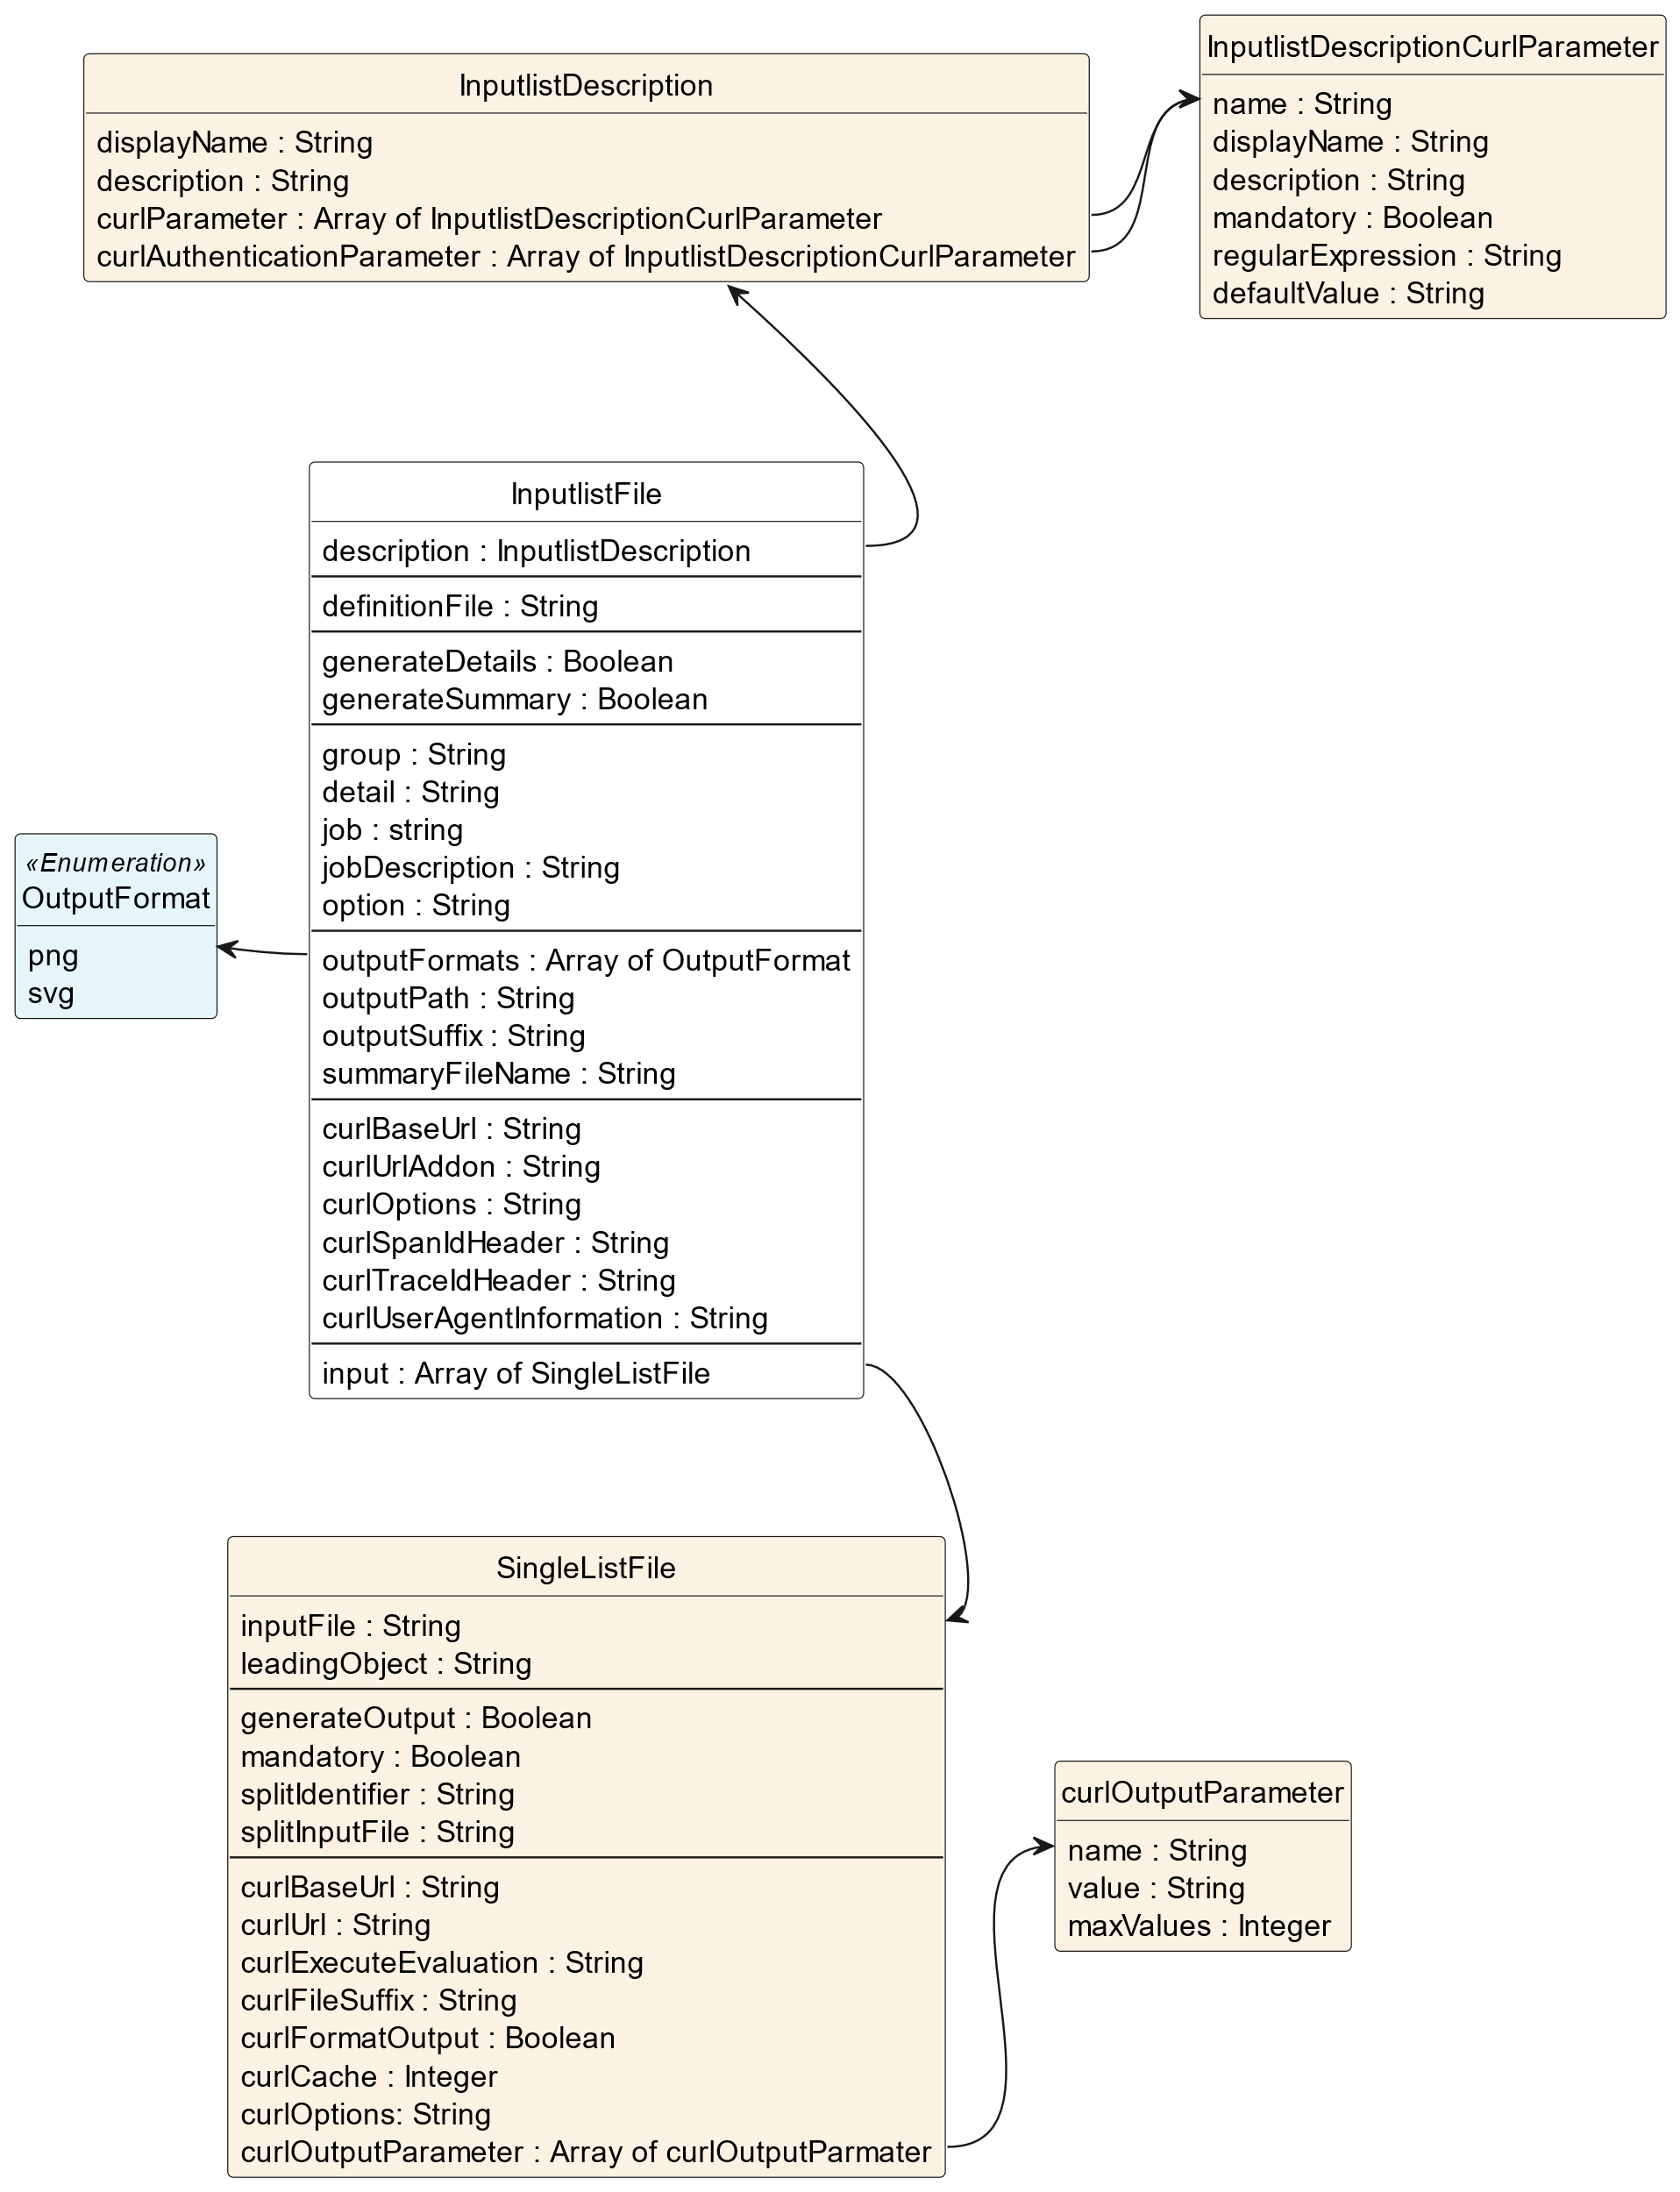 InputlistDescription
displayName : String
description : String
curlParameter : Array of InputlistDescriptionCurlParameter
curlAuthenticationParameter : Array of InputlistDescriptionCurlParameter
InputlistDescriptionCurlParameter
name : String
displayName : String
description : String
mandatory : Boolean
regularExpression : String
defaultValue : String
InputlistFile
description : InputlistDescription
definitionFile : String
generateDetails : Boolean
generateSummary : Boolean
group : String
detail : String
job : string
jobDescription : String
option : String
outputFormats : Array of OutputFormat
outputPath : String
outputSuffix : String
summaryFileName : String
curlBaseUrl : String
curlUrlAddon : String
curlOptions : String
curlSpanIdHeader : String
curlTraceIdHeader : String
curlUserAgentInformation : String
input : Array of SingleListFile
«Enumeration»
OutputFormat
png
svg
SingleListFile
inputFile : String
leadingObject : String
generateOutput : Boolean
mandatory : Boolean
splitIdentifier : String
splitInputFile : String
curlBaseUrl : String
curlUrl : String
curlExecuteEvaluation : String
curlFileSuffix : String
curlFormatOutput : Boolean
curlCache : Integer
curlOptions: String
curlOutputParameter : Array of curlOutputParmater
curlOutputParameter
name : String
value : String
maxValues : Integer